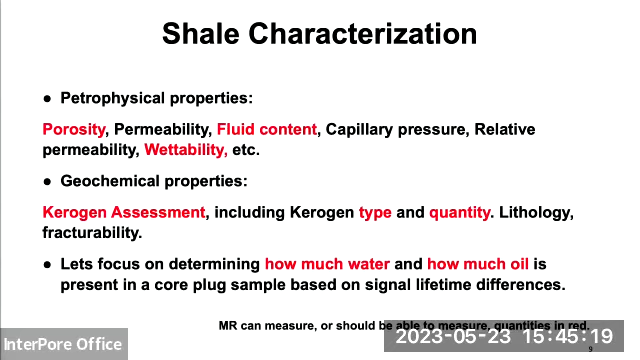 Shale Characterization
● Petrophysical properties:
Porosity, Permeability, Fluid content, Capillary pressure, Relative
permeability, Wettability, etc.
● Geochemical properties:
Kerogen Assessment, including Kerogen type and quantity. Lithology,
fracturability.
● Lets focus on determining how much water and how much oil is
present in a core plug sample based on signal lifetime differences.
MR can measure, or should be able to measure, quantities in red.
2023-05-23 15:45:19
InterPore Office
9